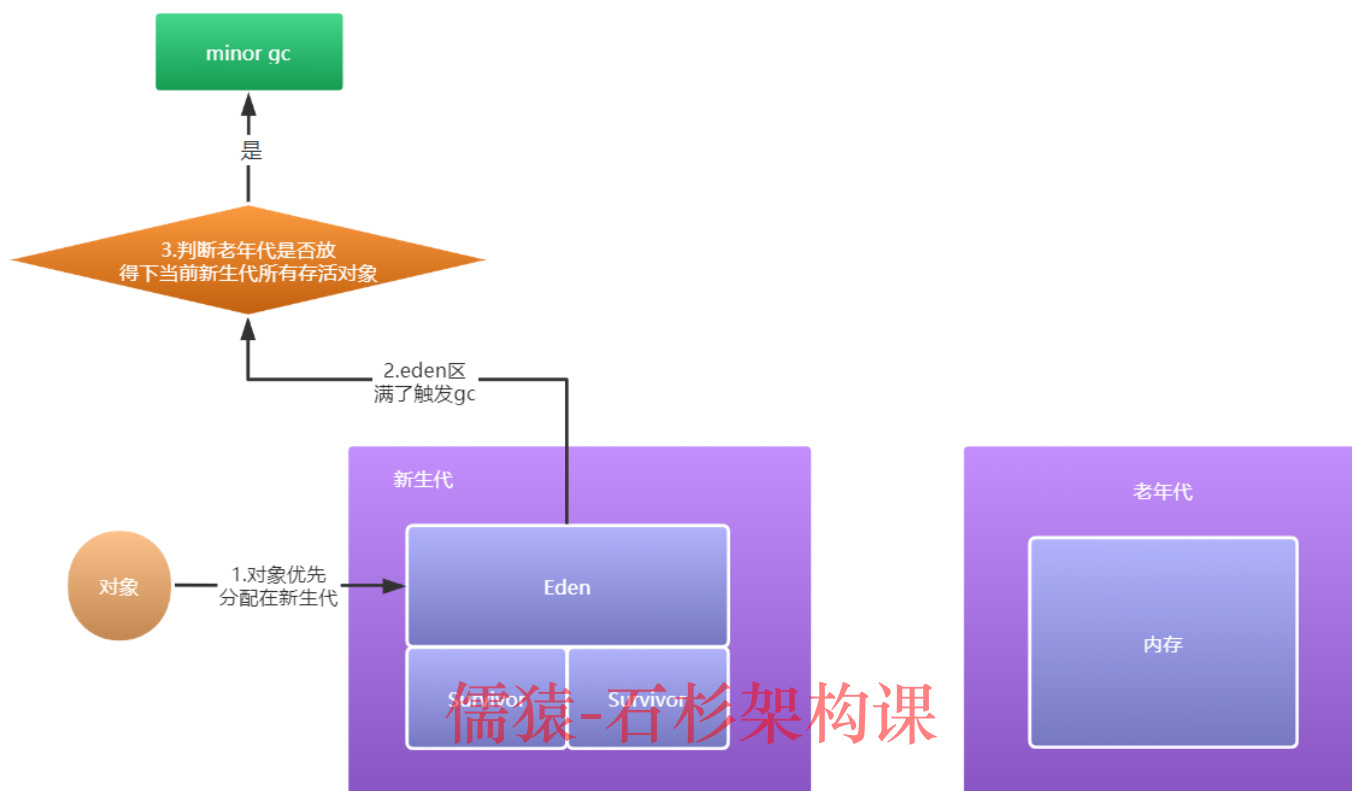 minor gc
是
3.判断老年代是否放
得下当前新生代所有存活对象
2.eden区
满了触发gc
新生代
老年代
对象
1.对象优先
分配在新生代
Eden
内存
Survivor
Survivor
儒猿-石杉架构课